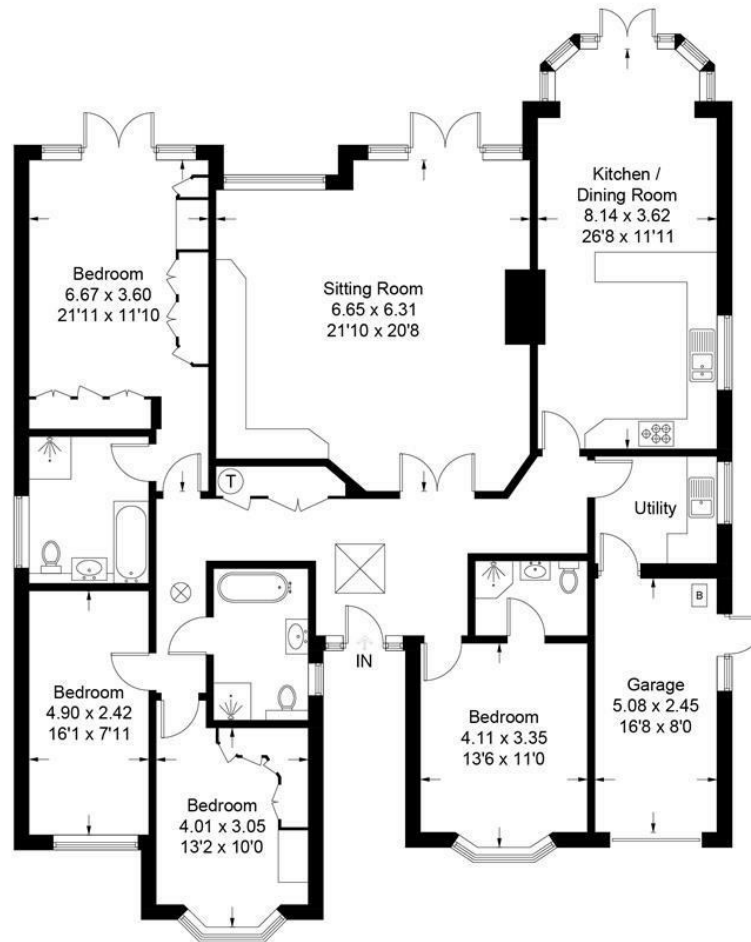 Kitchen /
Dining Room
8.14 x 3.62
26'8 x 11'11
Bedroom
6.67 x 3.60
21'11 x 11'10
Sitting Room
6.65 x 6.31
21'10 x 20'8
T
Utility
B
IN
Bedroom
4.90 x 2.42
16'1 x 7'11
Bedroom
4.11 x 3.35
13'6 x 11'0
Garage
5.08 x 2.45
16'8 x 8'0
Bedroom
4.01 x 3.05
13'2 x 10'0